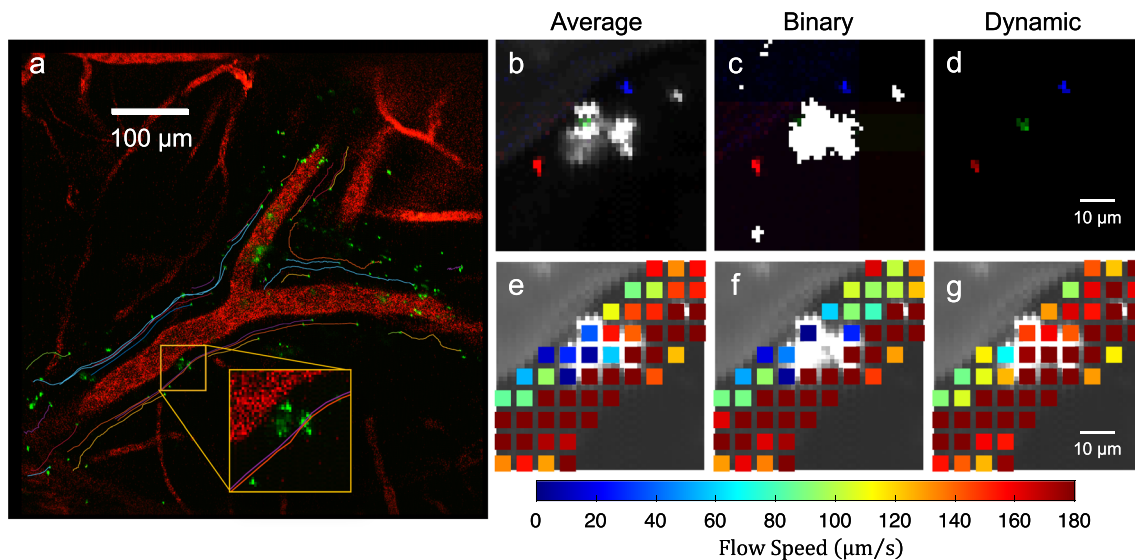 Average Binary Dynamic
a b c d
100 μm
10 μm
e f g
10 μm
0 20 40 60 80 100 120 140 160 180
Flow Speed (μm/s)